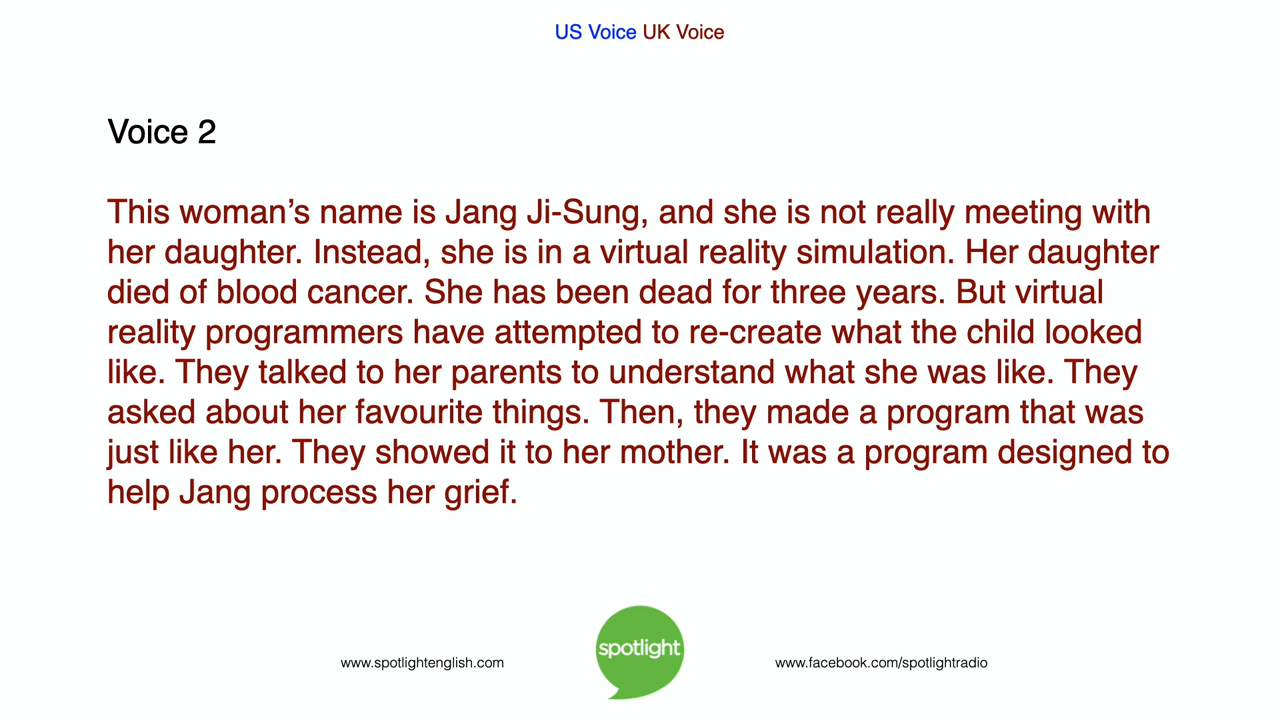 US Voice UK Voice
Voice 2
This woman’s name is Jang Ji-Sung, and she is not really meeting with
her daughter. Instead, she is in a virtual reality simulation. Her daughter
died of blood cancer. She has been dead for three years. But virtual
reality programmers have attempted to re-create what the child looked
like. They talked to her parents to understand what she was like. They
asked about her favourite things. Then, they made a program that was
just like her. They showed it to her mother. It was a program designed to
help Jang process her grief.
www.spotlightenglish.com
spotlight
www.facebook.com/spotlightradio